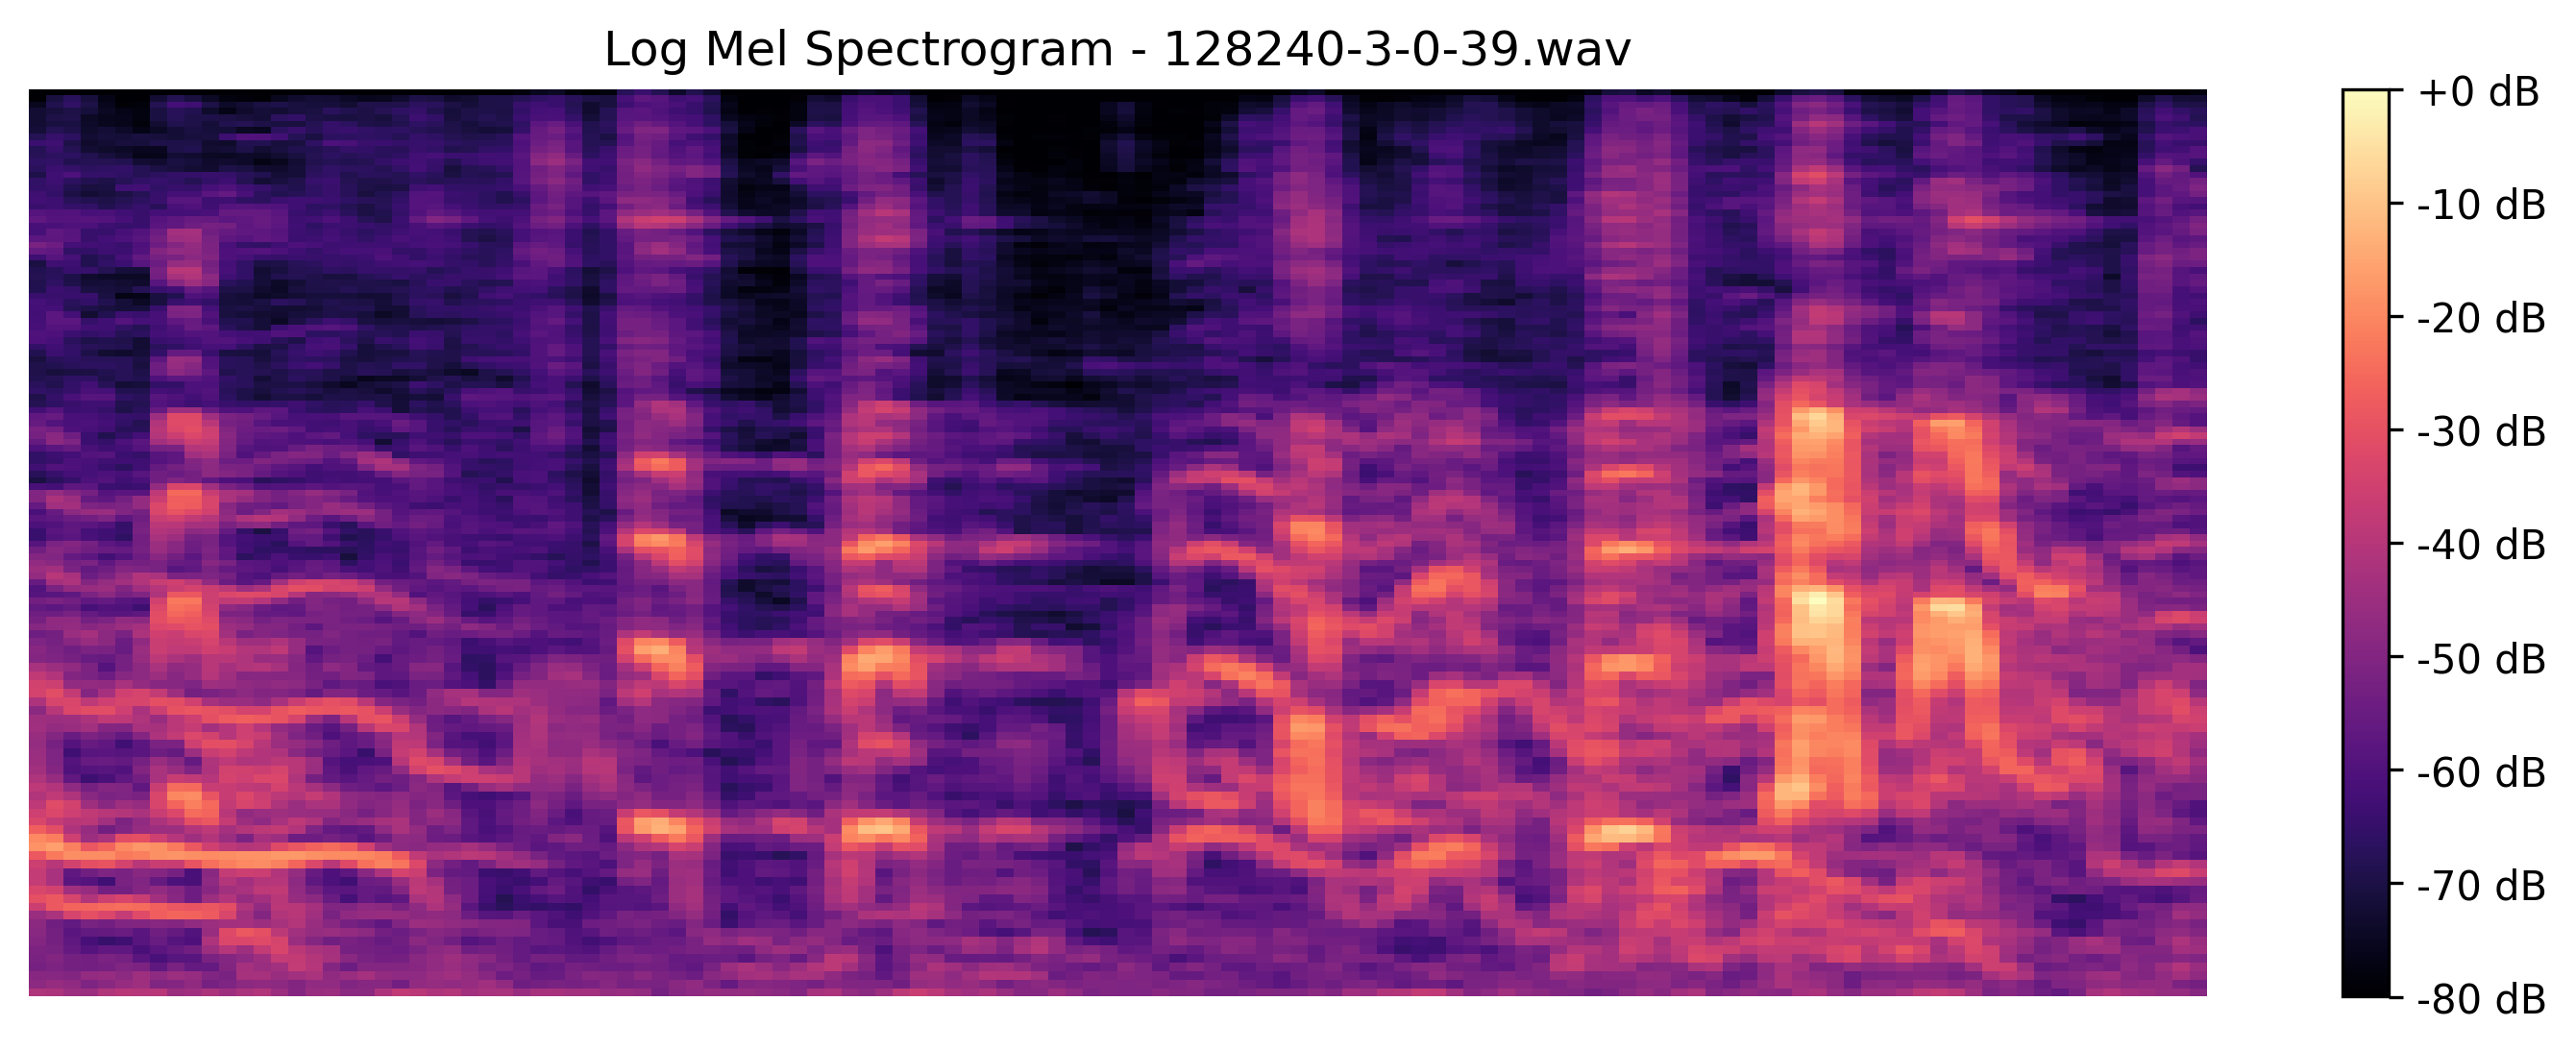 Log Mel Spectrogram - 128240-3-0-39.wav
+0 dB
-10 dB
-20 dB
-30 dB
-40 dB
-50 dB
-60 dB
-70 dB
-80 dB